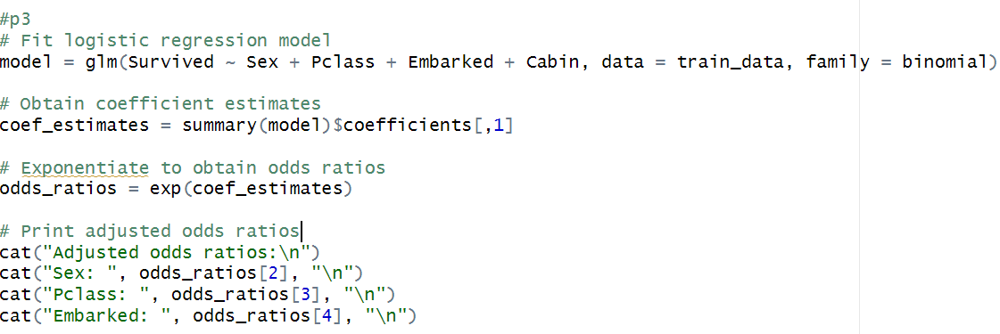 #p3
# Fit logistic regression model
model = glm(Survived ~ Sex + Pclass + Embarked + Cabin, data = train_data, family = binomial)
# Obtain coefficient estimates
coef_estimates = summary(model)$coefficients[,1]
# Exponentiate to obtain odds ratios
odds_ratios = exp(coef_estimates)
# Print adjusted odds ratios
cat("Adjusted odds ratios:\n")
cat("Sex: ", odds_ratios[2], "\n")
cat("Pclass: ", odds_ratios[3], "\n")
cat("Embarked: ", odds_ratios[4], "\n")